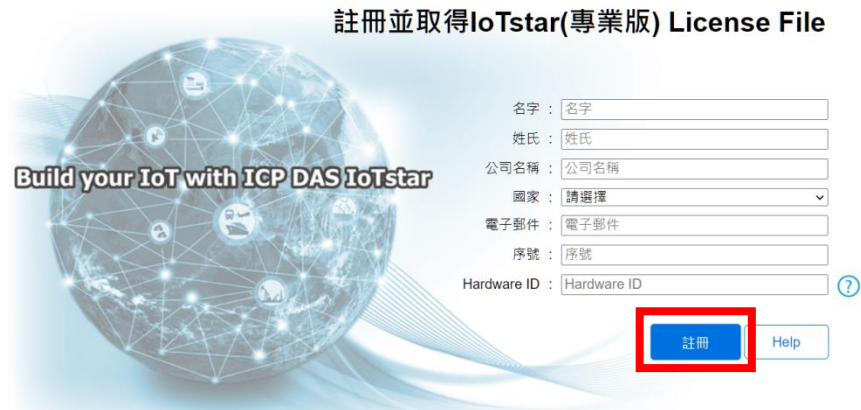 註冊並取得IoTstar(專業版) License File
Build your IoT with ICP DAS IoTstar
名字 : 名字
姓氏 : 姓氏
公司名稱 : 公司名稱
國家 : 請選擇
電子郵件 : 電子郵件
序號 : 序號
Hardware ID : Hardware ID ?
註冊 Help